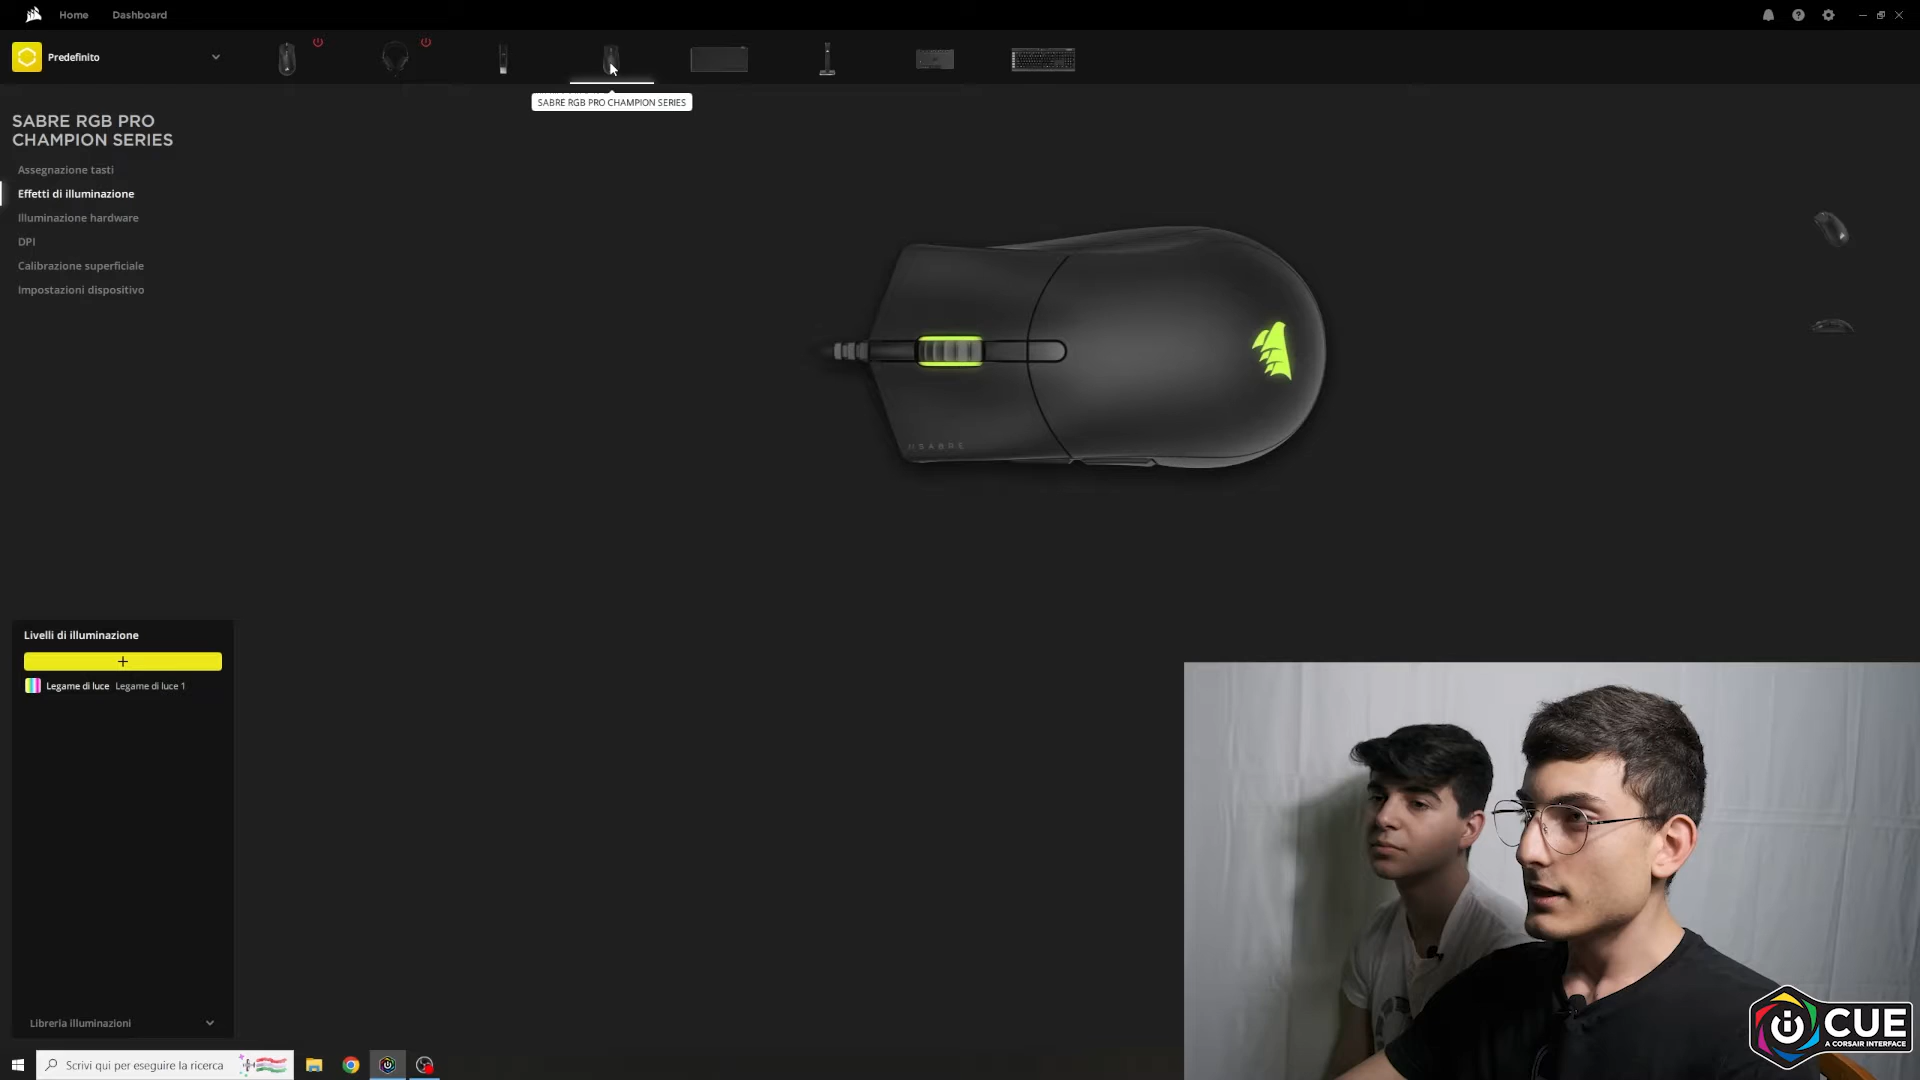 Home
Dashboard
Predefinito
SABRE RGB PRO CHAMPION SERIES
SABRE RGB PRO
CHAMPION SERIES
Assegnazione tasti
Effetti di illuminazione
Illuminazione hardware
DPI
Calibrazione superficiale
Impostazioni dispositivo
SABRE
Livelli di illuminazione
+
Legame di luce Legame di luce 1
Libreria illuminazioni
Scrivi qui per eseguire la ricerca
iCUE
A CORSAIR INTERFACE